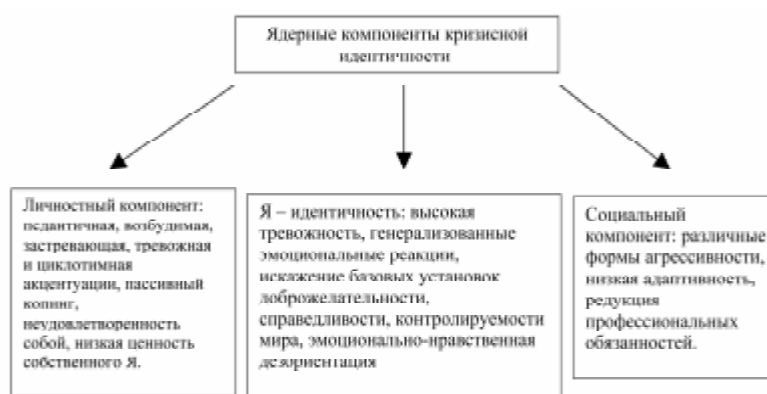 Ядерные компоненты кризисной
идентичности
Личностный компонент:
педантичная, возбудимая,
застревающая, тревожная
и циклотимная
акцентуации, пассивный
копинг,
неудовлетворенность
собой, низкая ценность
собственного Я.
Я – идентичность: высокая
тревожность, генерализованные
эмоциональные реакции,
искажение базовых установок
доброжелательности,
справедливости, контролируемости
мира, эмоционально-нравственная
дезориентация
Социальный
компонент: различные
формы агрессивности,
низкая адаптивность,
редукция
профессиональных
обязанностей.